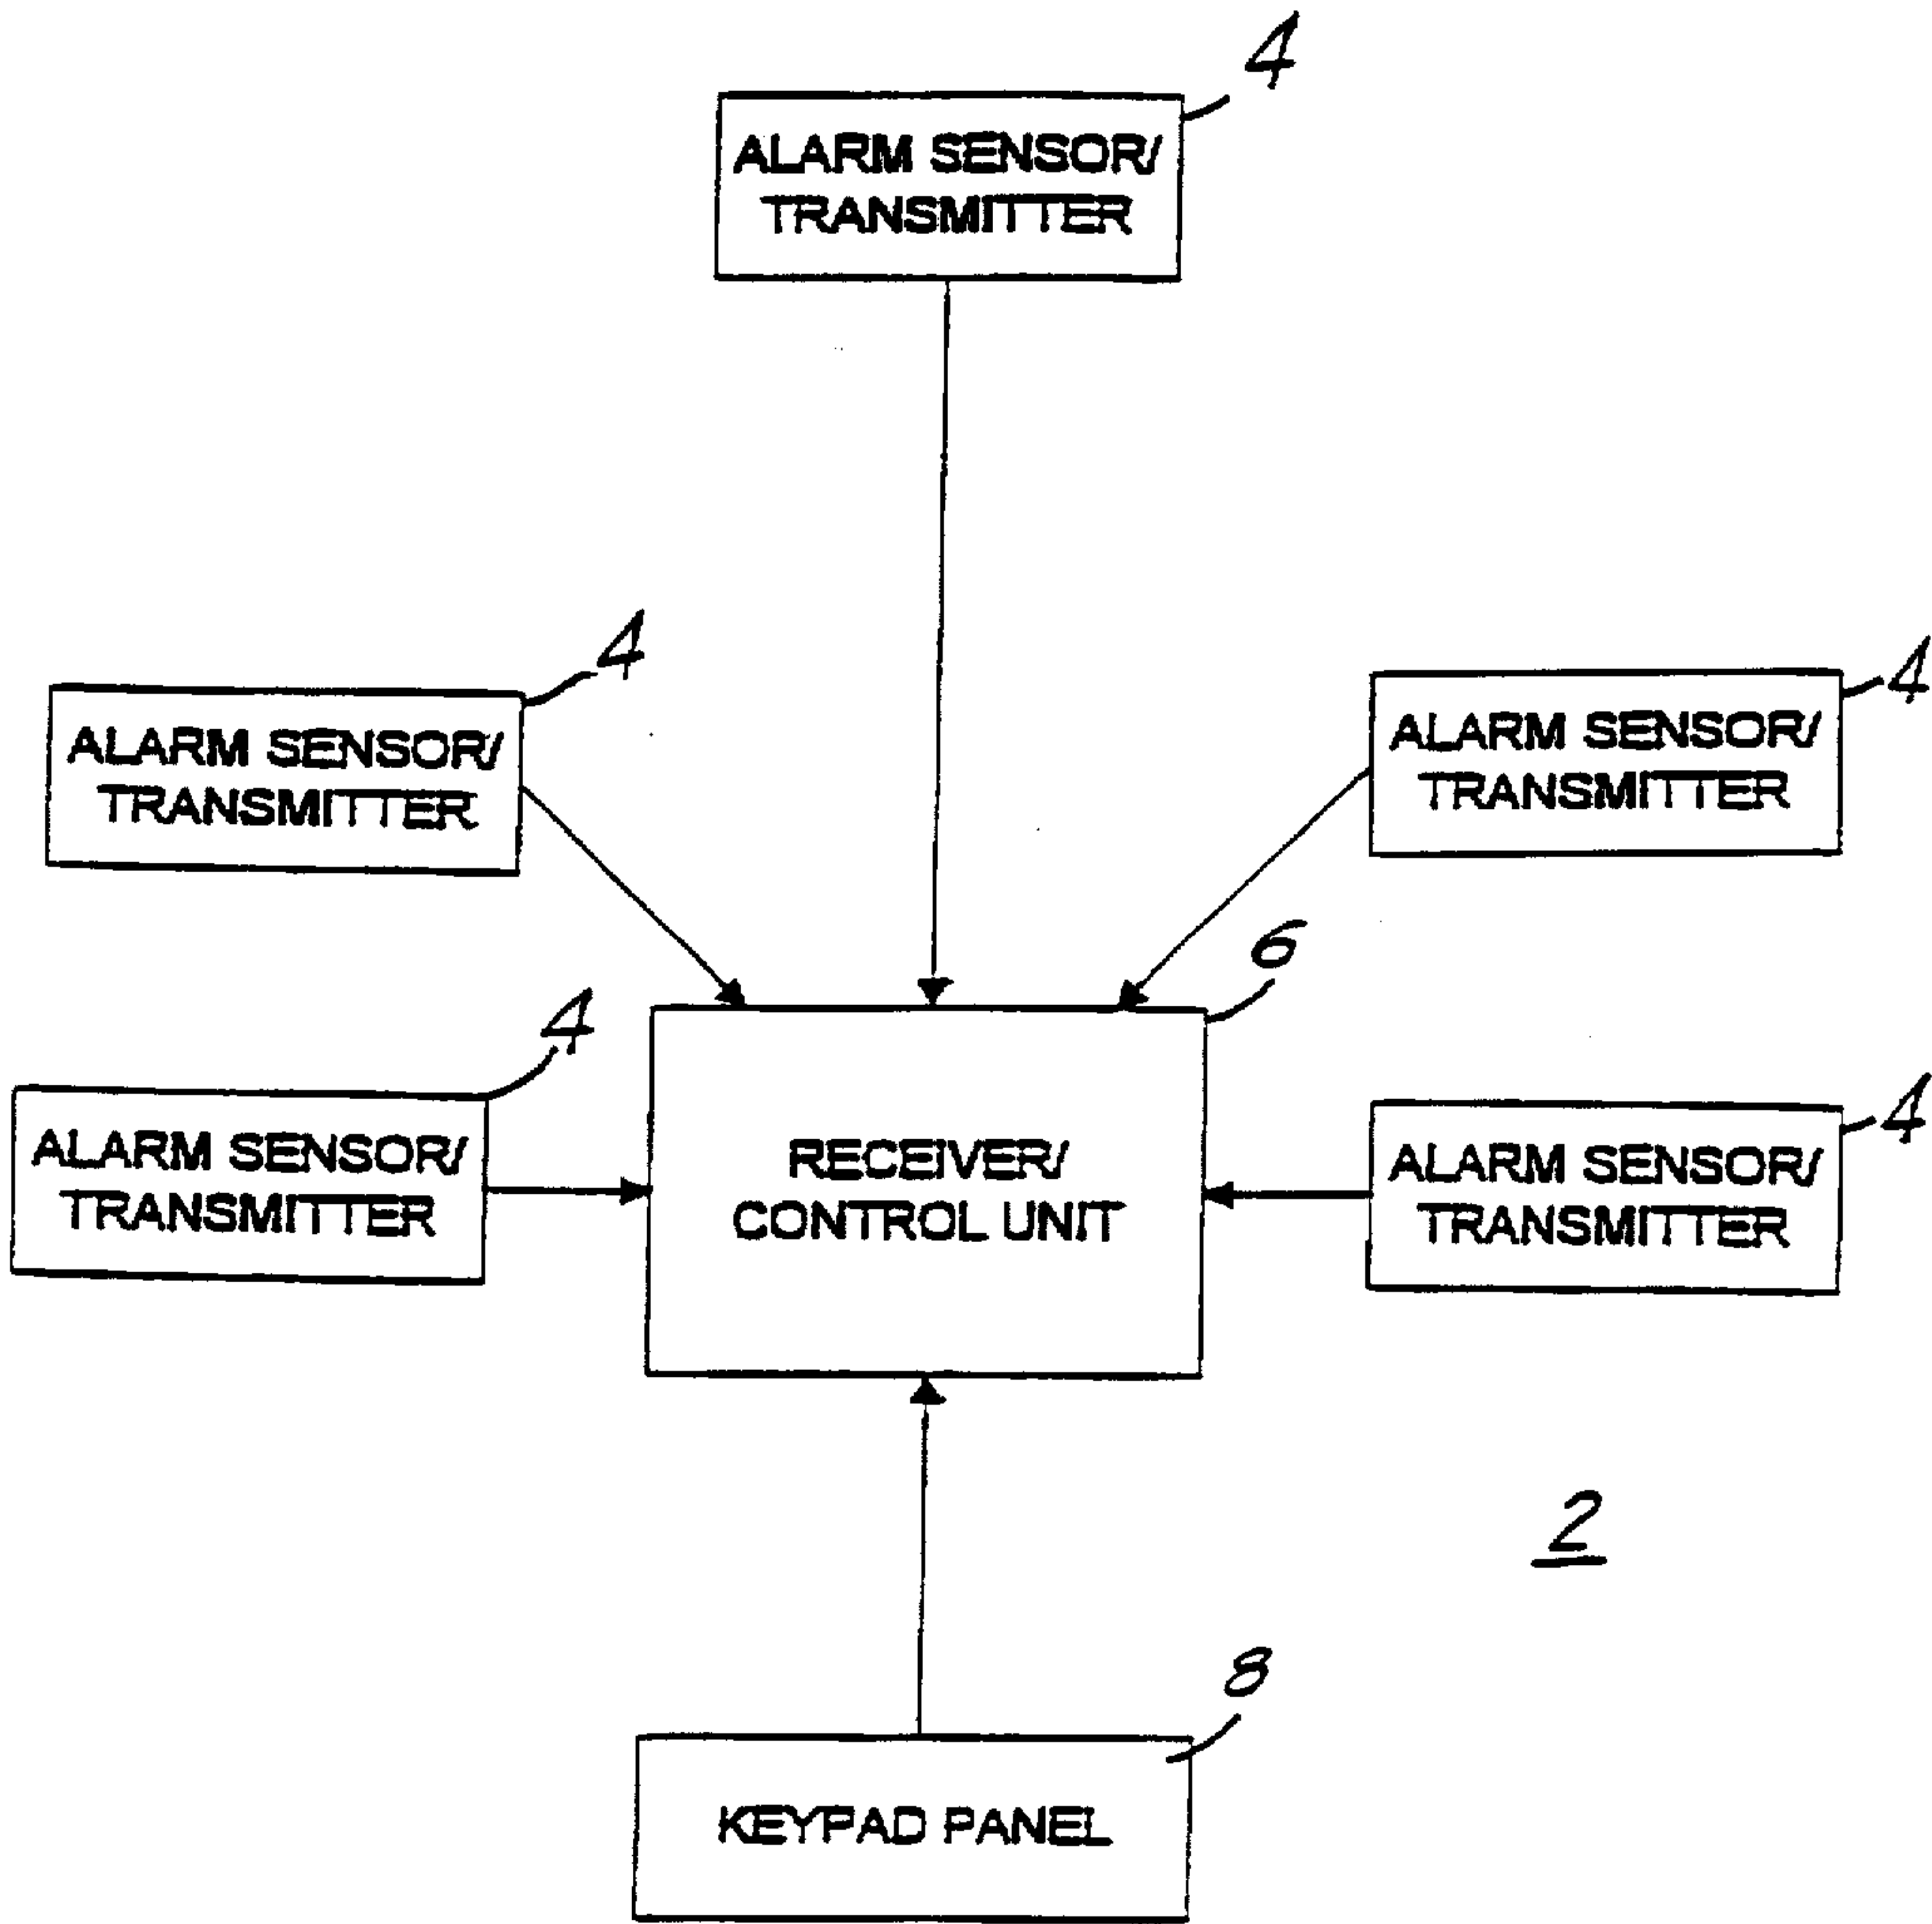 4
ALARM SENSOR/
TRANSMITTER
4
ALARM SENSOR/
TRANSMITTER
4
ALARM SENSOR/
TRANSMITTER
6
4
ALARM SENSOR/
TRANSMITTER
RECEIVER/
CONTROL UNIT
4
ALARM SENSOR/
TRANSMITTER
2
8
KEYPAD PANEL